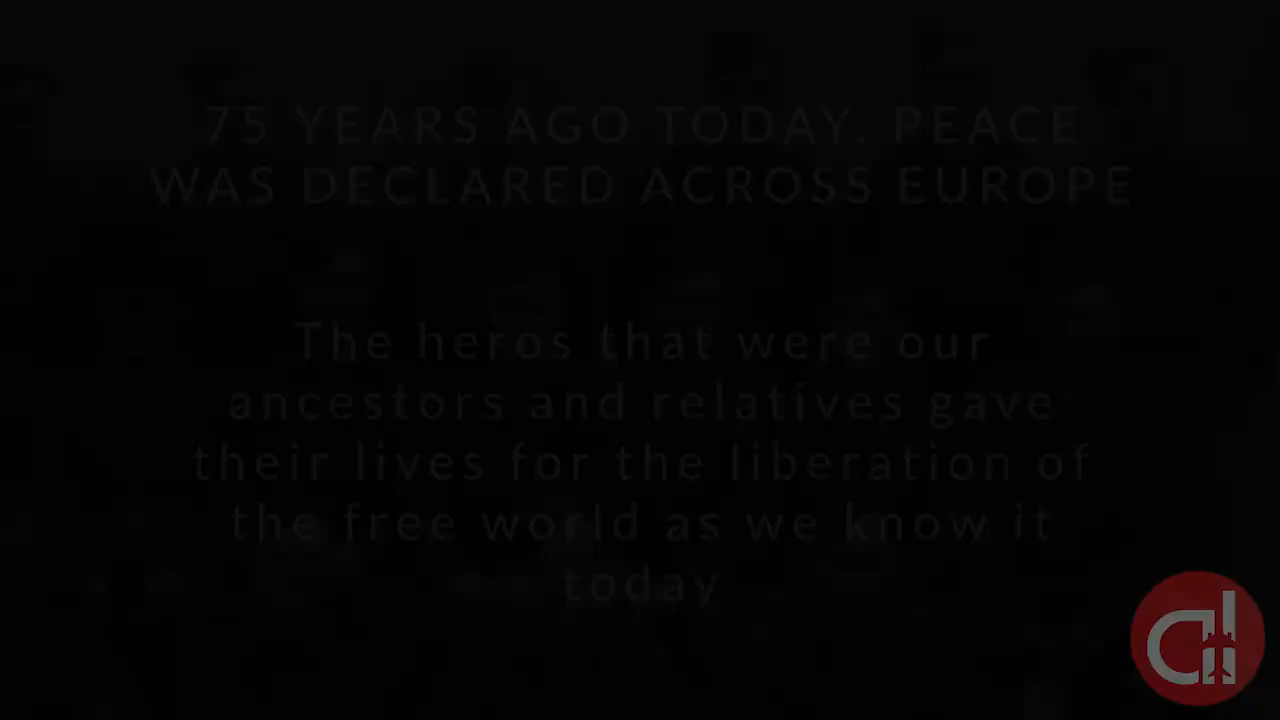 75 YEARS AGO TODAY, PEACE
WAS DECLARED ACROSS EUROPE
The heros that were our
ancestors and relatives gave
their lives for the liberation of
the free world as we know it
today